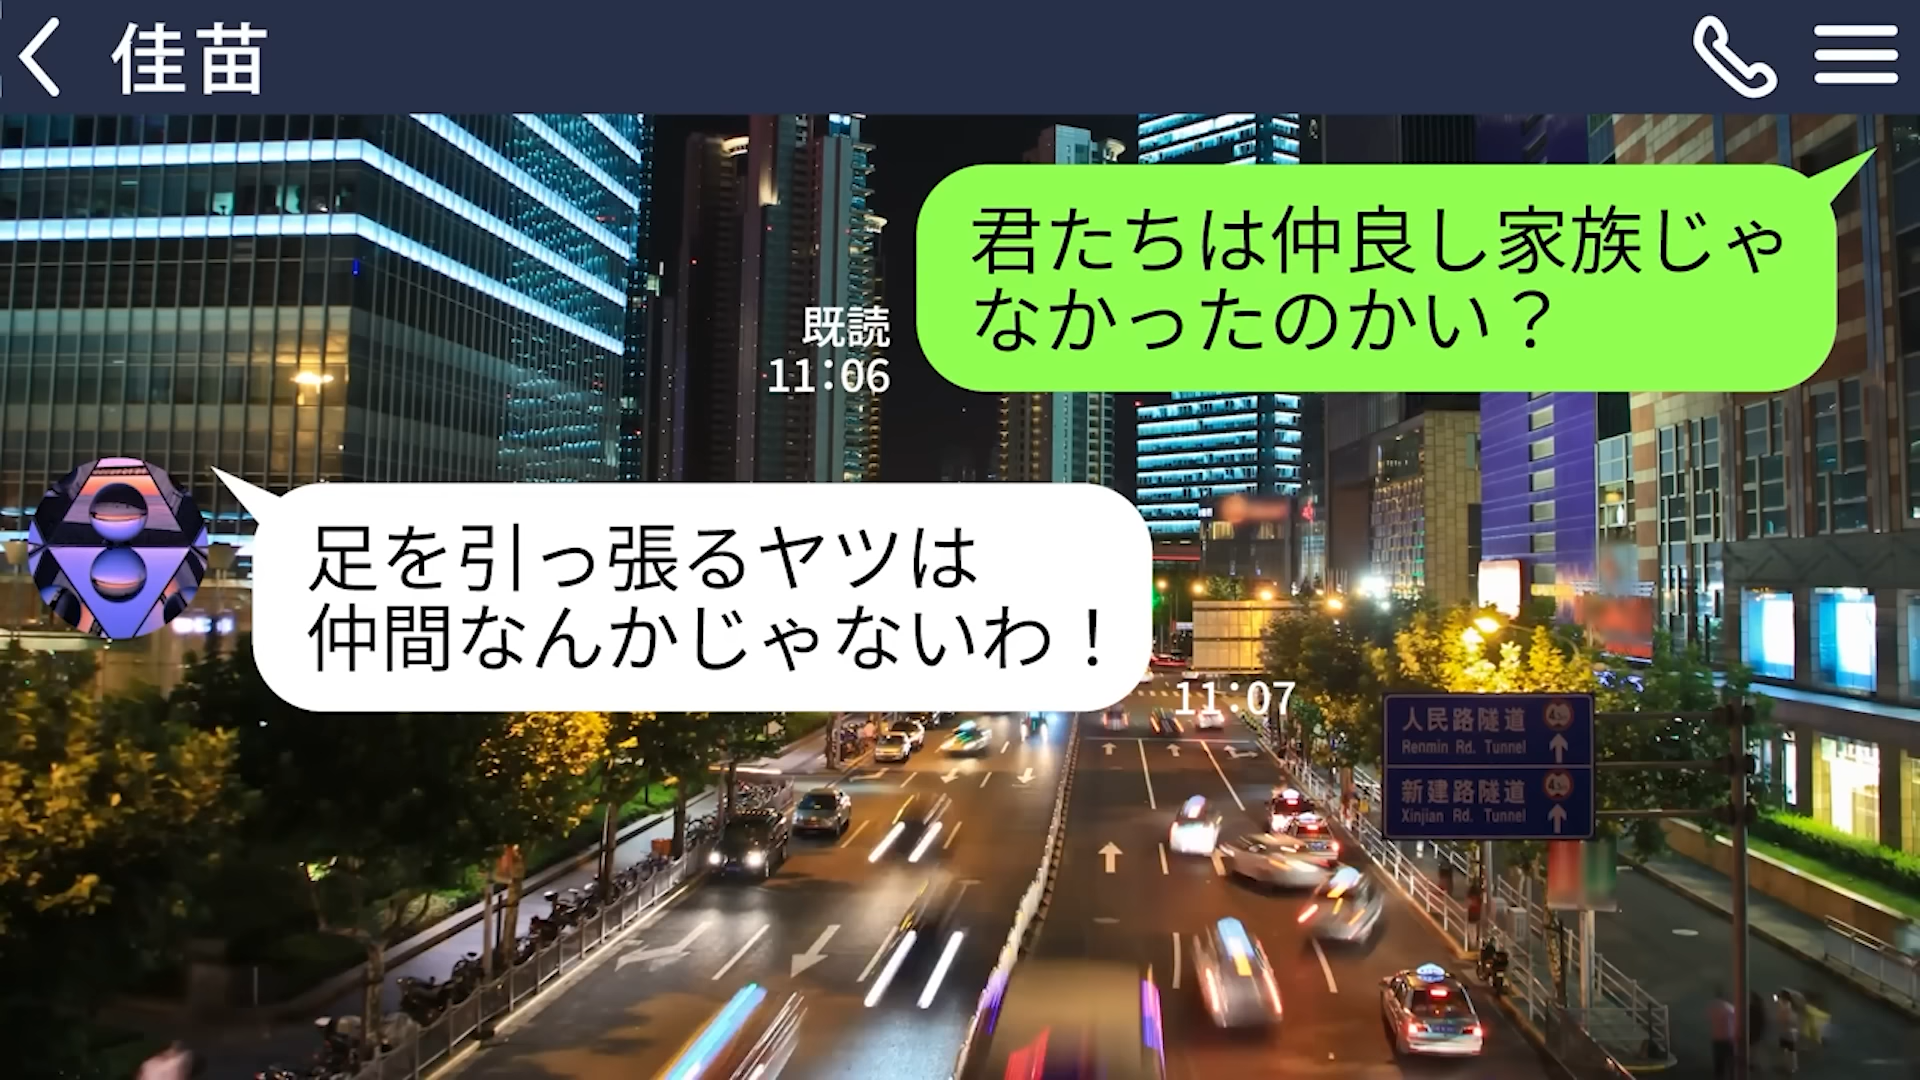 佳苗
君たちは仲良し家族じゃ
なかったのかい？
既読
11:06
足を引っ張るヤツは
仲間なんかじゃないわ！
11:07
人民路隧道
Renmin Rd. Tunnel
新建路隧道
Xinjian Rd. Tunnel